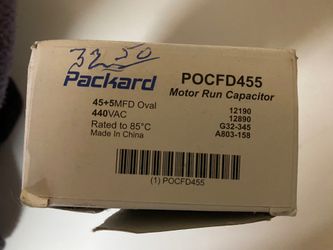 32.50
Packard
POCFD455
Motor Run Capacitor
45+5MFD Oval
440VAC
Rated to 85°C
Made In China
12190
12890
G32-345
A803-158
(1) POCFD455